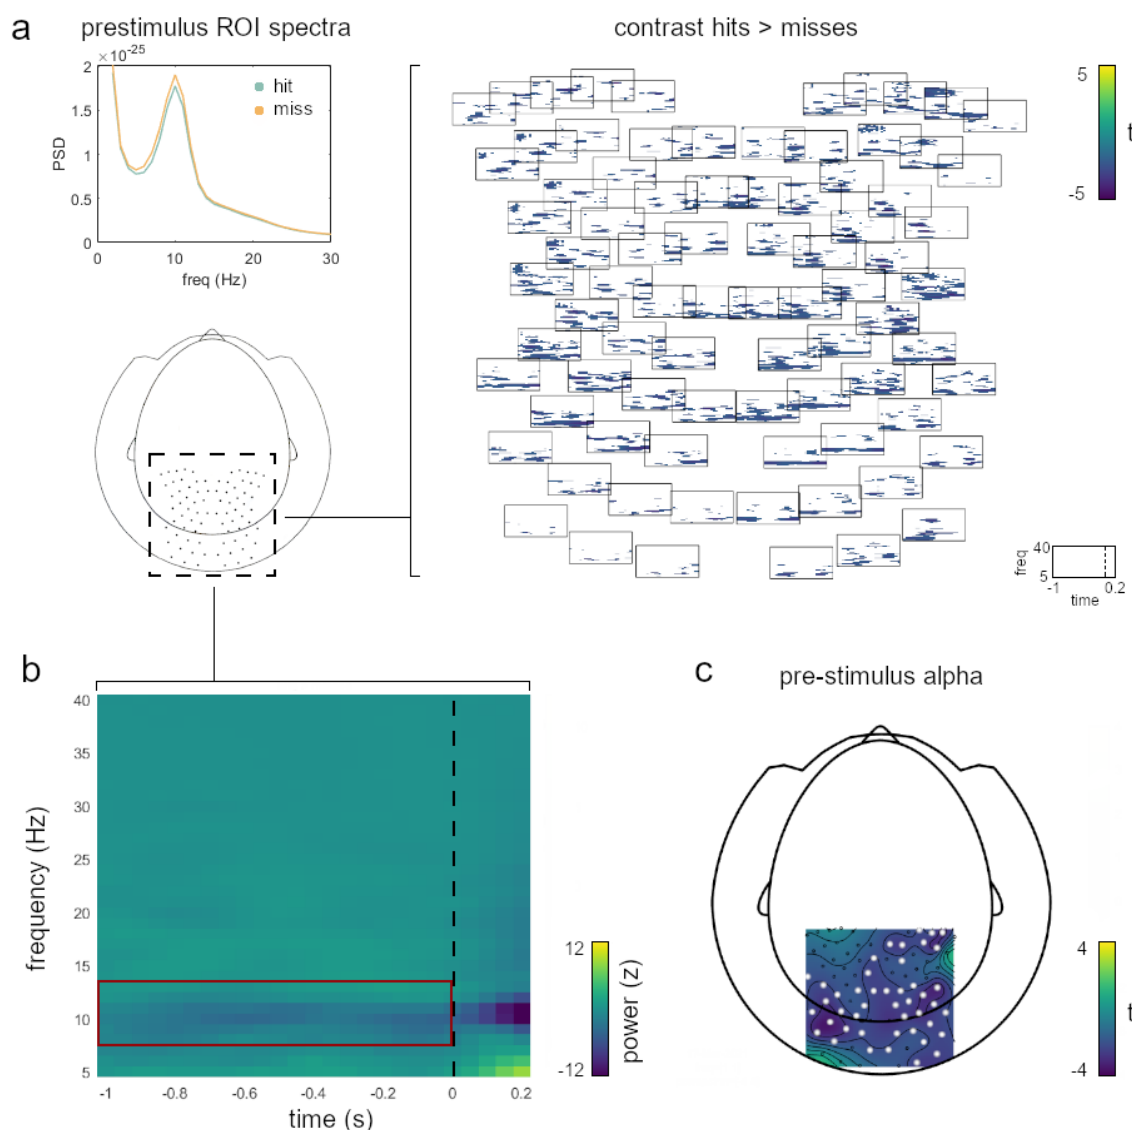 a
prestimulus ROI spectra
contrast hits > misses
×10-25
2
1.5
1
0.5
0
PSD
hit
miss
0
10
20
30
freq (Hz)
5
t
-5
40
freq
5
-1
0.2
time
b
40
35
30
25
20
15
10
5
frequency (Hz)
-1
-0.8
-0.6
-0.4
-0.2
0
0.2
time (s)
12
power (z)
-12
c
pre-stimulus alpha
4
t
-4